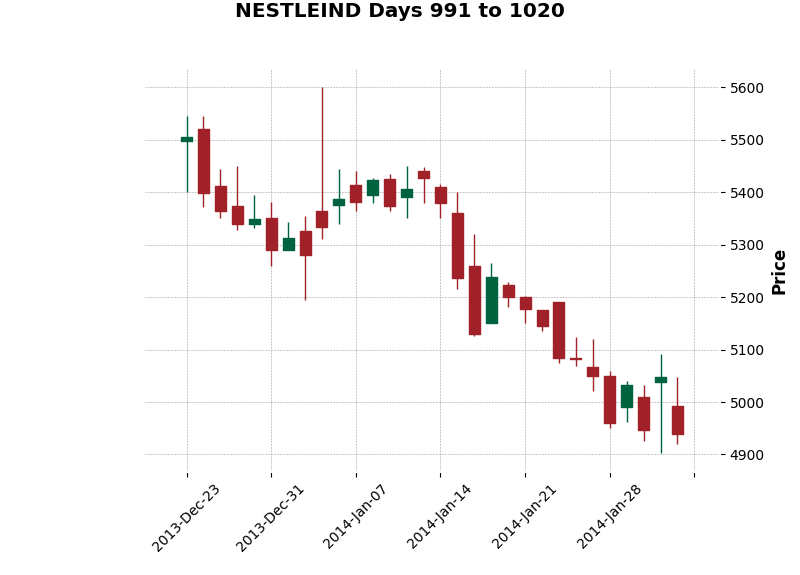 NESTLEIND Days 991 to 1020
5600
5500
5400
5300
5200
5100
5000
4900
Price
2013-Dec-23
2013-Dec-31
2014-Jan-07
2014-Jan-14
2014-Jan-21
2014-Jan-28